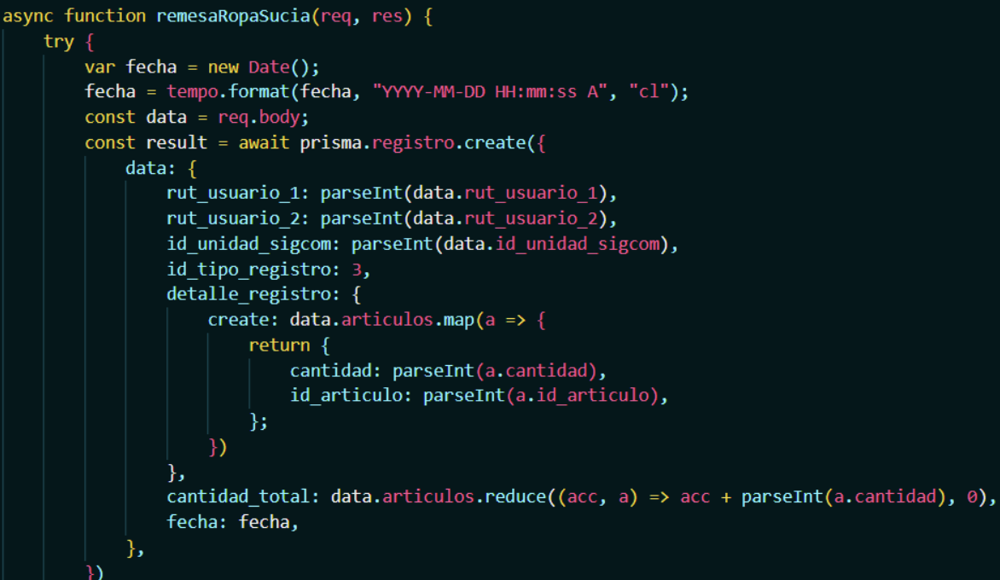 async function remesaRopaSucia(req, res) {
    try {
        var fecha = new Date();
        fecha = tempo.format(fecha, "YYYY-MM-DD HH:mm:ss A", "cl");
        const data = req.body;
        const result = await prisma.registro.create({
            data: {
                rut_usuario_1: parseInt(data.rut_usuario_1),
                rut_usuario_2: parseInt(data.rut_usuario_2),
                id_unidad_sigcom: parseInt(data.id_unidad_sigcom),
                id_tipo_registro: 3,
                detalle_registro: {
                    create: data.articulos.map(a => {
                        return {
                            cantidad: parseInt(a.cantidad),
                            id_articulo: parseInt(a.id_articulo),
                        };
                    })
                },
                cantidad_total: data.articulos.reduce((acc, a) => acc + parseInt(a.cantidad), 0),
                fecha: fecha,
            },
        })